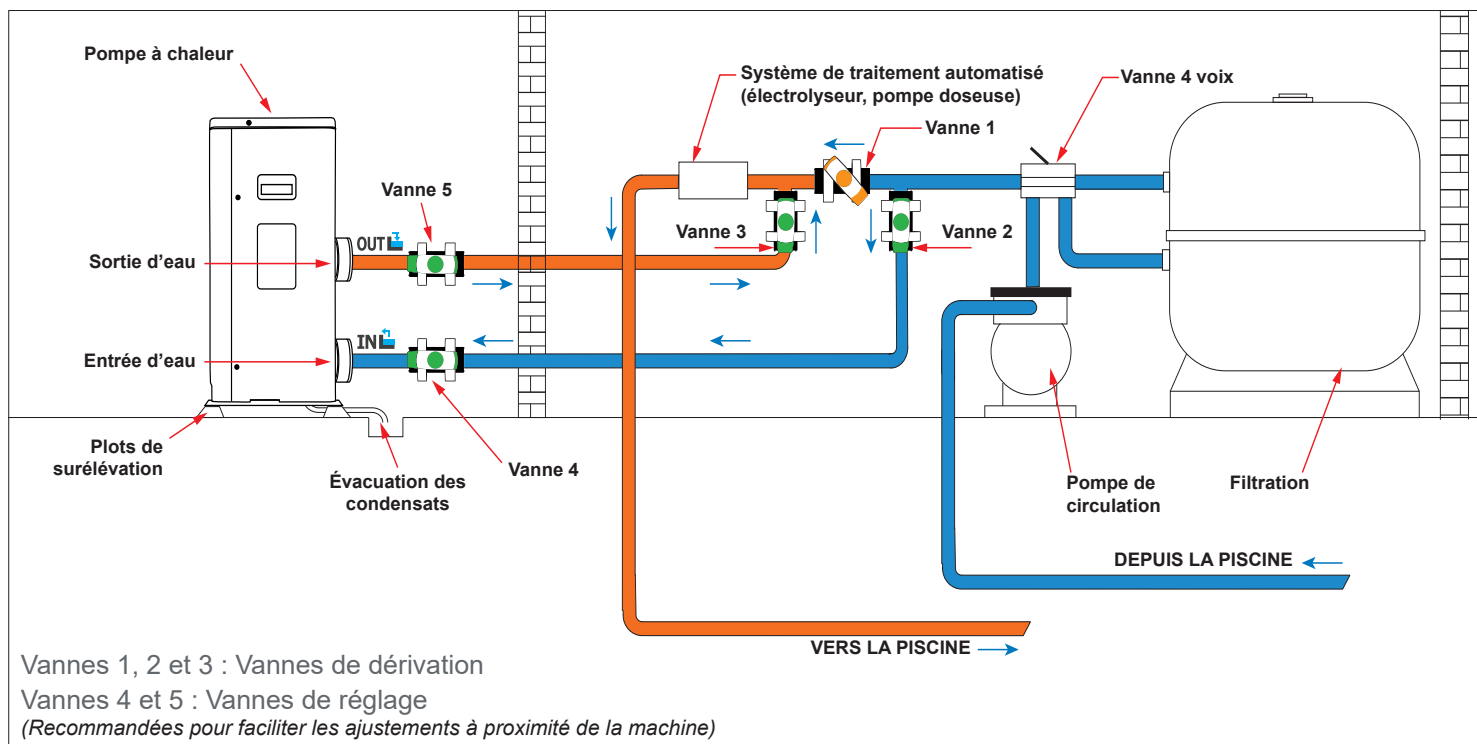 Pompe à chaleur
Système de traitement automatisé
(électrolyseur, pompe doseuse)
Vanne 4 voix
Vanne 1
Vanne 5
Vanne 3
Vanne 2
OUT
Sortie d'eau
IN
Entrée d'eau
Plots de
surélévation
Évacuation des
condensats
Vanne 4
Pompe de
circulation
Filtration
DEPUIS LA PISCINE
VERS LA PISCINE
Vannes 1, 2 et 3 : Vannes de dérivation
Vannes 4 et 5 : Vannes de réglage
(Recommandées pour faciliter les ajustements à proximité de la machine)